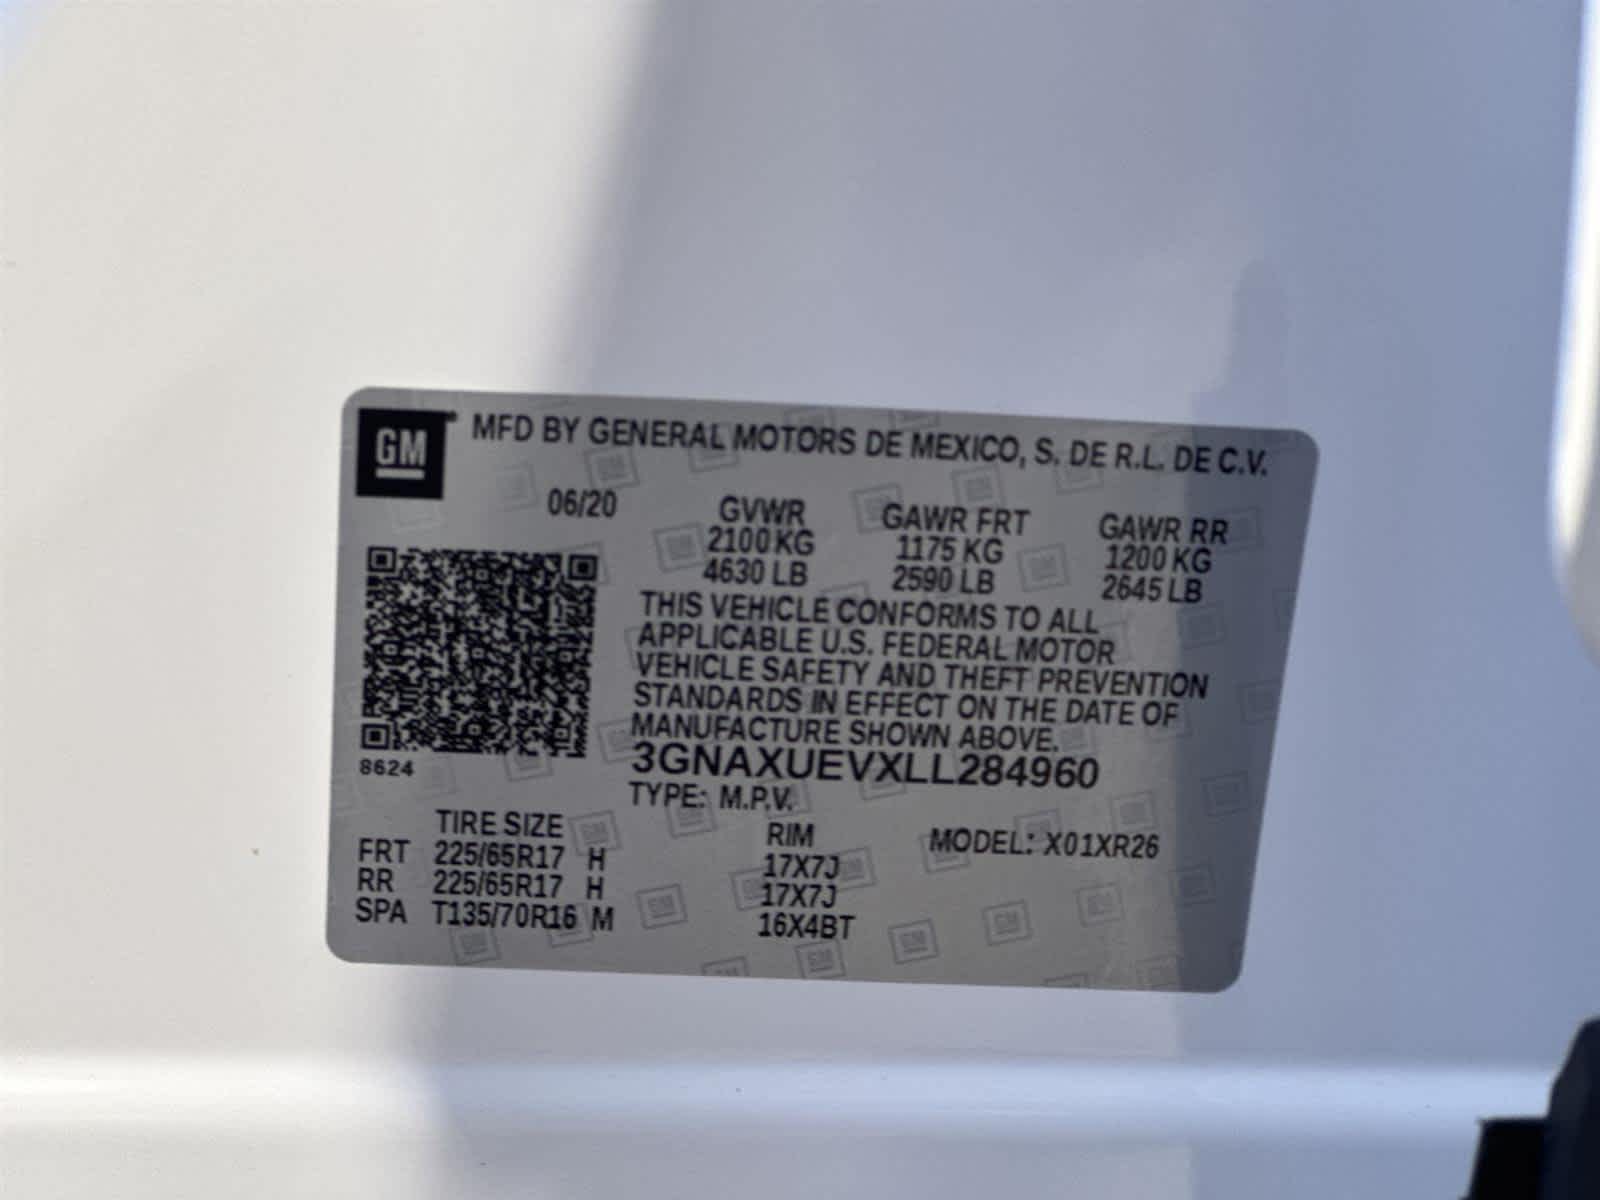 GM MFD BY GENERAL MOTORS DE MEXICO, S. DE R.L. DE C.V.
06/20 GVWR GAWR FRT GAWR RR
2100KG 1175 KG 1200 KG
4630 LB 2590 LB 2645 LB
THIS VEHICLE CONFORMS TO ALL
APPLICABLE U.S. FEDERAL MOTOR
VEHICLE SAFETY AND THEFT PREVENTION
STANDARDS IN EFFECT ON THE DATE OF
MANUFACTURE SHOWN ABOVE.
3GNAXUEVXLL284960
8624
TYPE: M.P.V.
TIRE SIZE RIM MODEL: X01XR26
FRT 225/65R17 H 17X7J
RR 225/65R17 H 17X7J
SPA T135/70R16 M 16X4BT